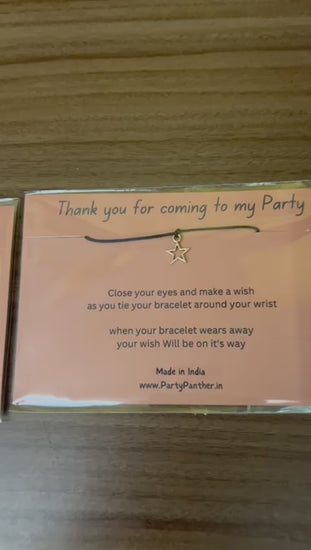 Thank you for coming to my Party
Close your eyes and make a wish
as you tie your bracelet around your wrist
when your bracelet wears away
your wish Will be on it's way
Made in India
www.PartyPanther.in